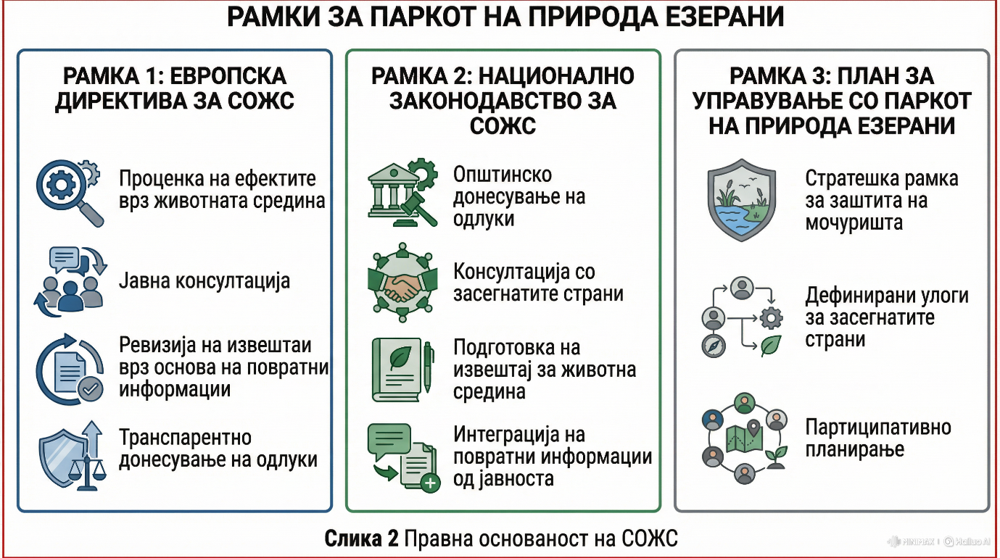 РАМКИ ЗА ПАРКОТ НА ПРИРОДА ЕЗЕРАНИ
РАМКА 1: ЕВРОПСКА
ДИРЕКТИВА ЗА СОЖС
Проценка на ефектите
врз животната средина
Јавна консултација
Ревизија на извештаи
врз основа на повратни
информации
Транспарентно
донесување на одлуки
РАМКА 2: НАЦИОНАЛНО
ЗАКОНОДАВСТВО ЗА
СОЖС
Општинско
донесување на
одлуки
Консултација со
засегнатите страни
Подготовка на
извештај за животна
средина
Интеграција на
повратни информации
од јавноста
РАМКА 3: ПЛАН ЗА
УПРАВУВАЊЕ СО ПАРКОТ
НА ПРИРОДА ЕЗЕРАНИ
Стратешка рамка
за заштита на
мочуришта
Дефинирани улоги
за засегнатите
страни
Партиципативно
планирање
Слика 2 Правна основаност на СОЖС
MINIMAX | Hailuo AI